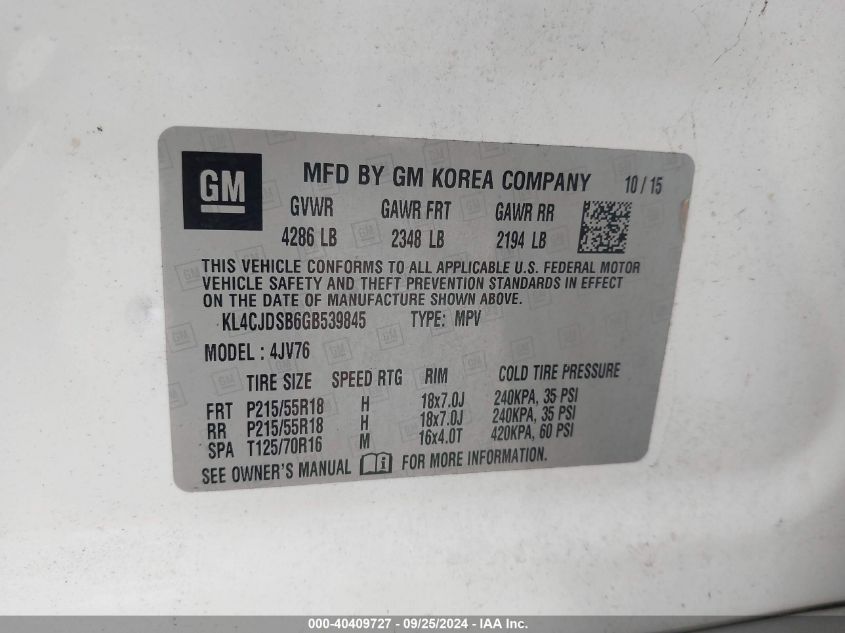 GM
MFD BY GM KOREA COMPANY 10/15
GVWR GAWR FRT GAWR RR
4286 LB 2348 LB 2194 LB
THIS VEHICLE CONFORMS TO ALL APPLICABLE U.S. FEDERAL MOTOR
VEHICLE SAFETY AND THEFT PREVENTION STANDARDS IN EFFECT
ON THE DATE OF MANUFACTURE SHOWN ABOVE.
KL4CJDSB6GB539845 TYPE: MPV
MODEL : 4JV76
TIRE SIZE SPEED RTG RIM COLD TIRE PRESSURE
FRT P215/55R18 H 18x7.0J 240KPA, 35 PSI
RR P215/55R18 H 18x7.0J 240KPA, 35 PSI
SPA T125/70R16 M 16x4.0T 420KPA, 60 PSI
SEE OWNER'S MANUAL FOR MORE INFORMATION.
000-40409727 - 09/25/2024 - IAA Inc.